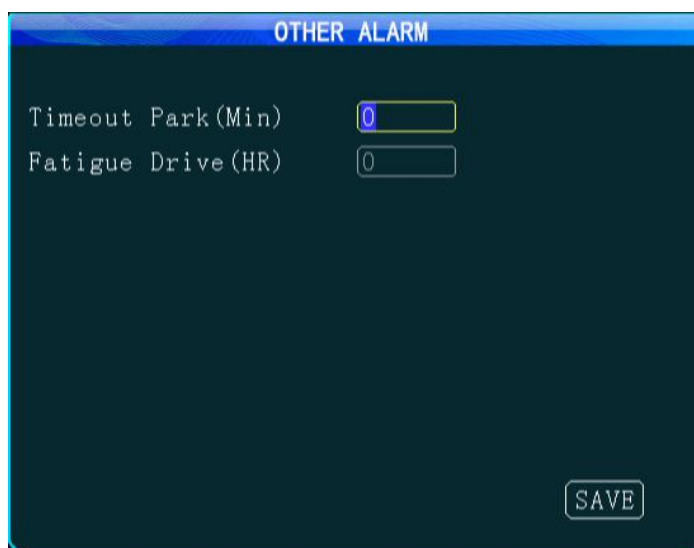 OTHER ALARM
Timeout Park(Min) 0
Fatigue Drive(HR) 0
SAVE